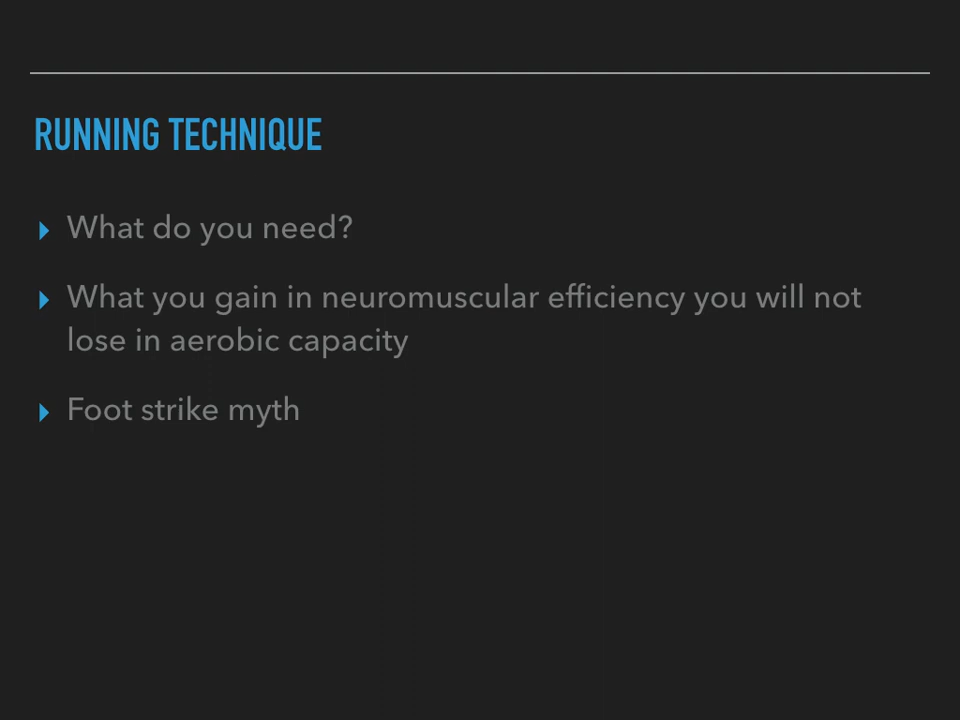 RUNNING TECHNIQUE
What do you need?
What you gain in neuromuscular efficiency you will not
lose in aerobic capacity
Foot strike myth